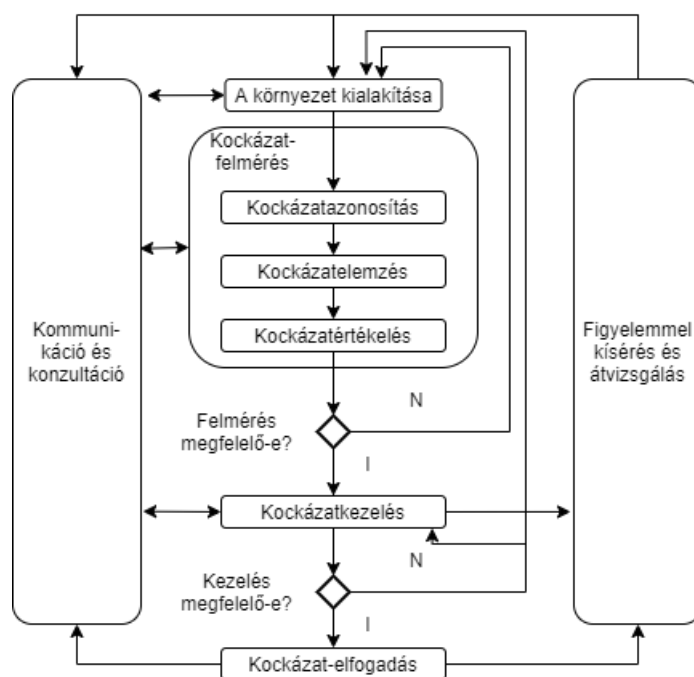 A környezet kialakítása
Kockázat-
felmérés
Kockázatazonosítás
Kockázatelemzés
Kockázatértékelés
Kommuni-
káció és
konzultáció
Figyelemmel
kísérés és
átvizsgálás
Felmérés
megfelelő-e?
N
I
Kockázatkezelés
N
Kezelés
megfelelő-e?
I
Kockázat-elfogadás